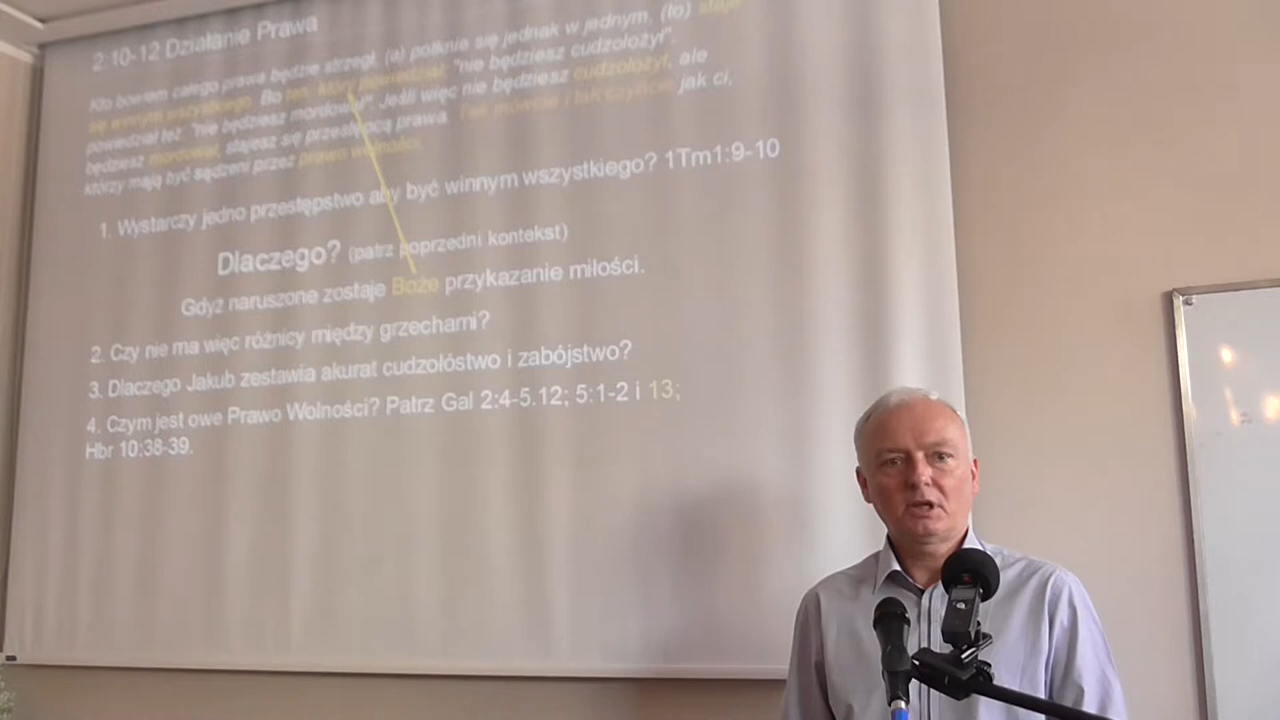 2:10-12 Działanie Prawa
Kto bowiem całego prawa będzie strzegł, (a) potknie się jednak w jednym, (to) staje
się winnym wszystkiego. Bo ten, który powiedział: "nie będziesz cudzołożył",
powiedział też: "nie będziesz mordował". Jeśli więc nie będziesz cudzołożył, ale
będziesz mordował, stajesz się przestępcą prawa. Tak mówcie i tak czyńcie jak ci,
którzy mają być sądzeni przez prawo wolności.
1. Wystarczy jedno przestępstwo aby być winnym wszystkiego? 1Tm1:9-10
Dlaczego? (patrz poprzedni kontekst)
Gdyż naruszone zostaje Boże przykazanie miłości.
2. Czy nie ma więc różnicy między grzechami?
3. Dlaczego Jakub zestawia akurat cudzołóstwo i zabójstwo?
4. Czym jest owe Prawo Wolności? Patrz Gal 2:4-5.12; 5:1-2 i 13;
Hbr 10:38-39.